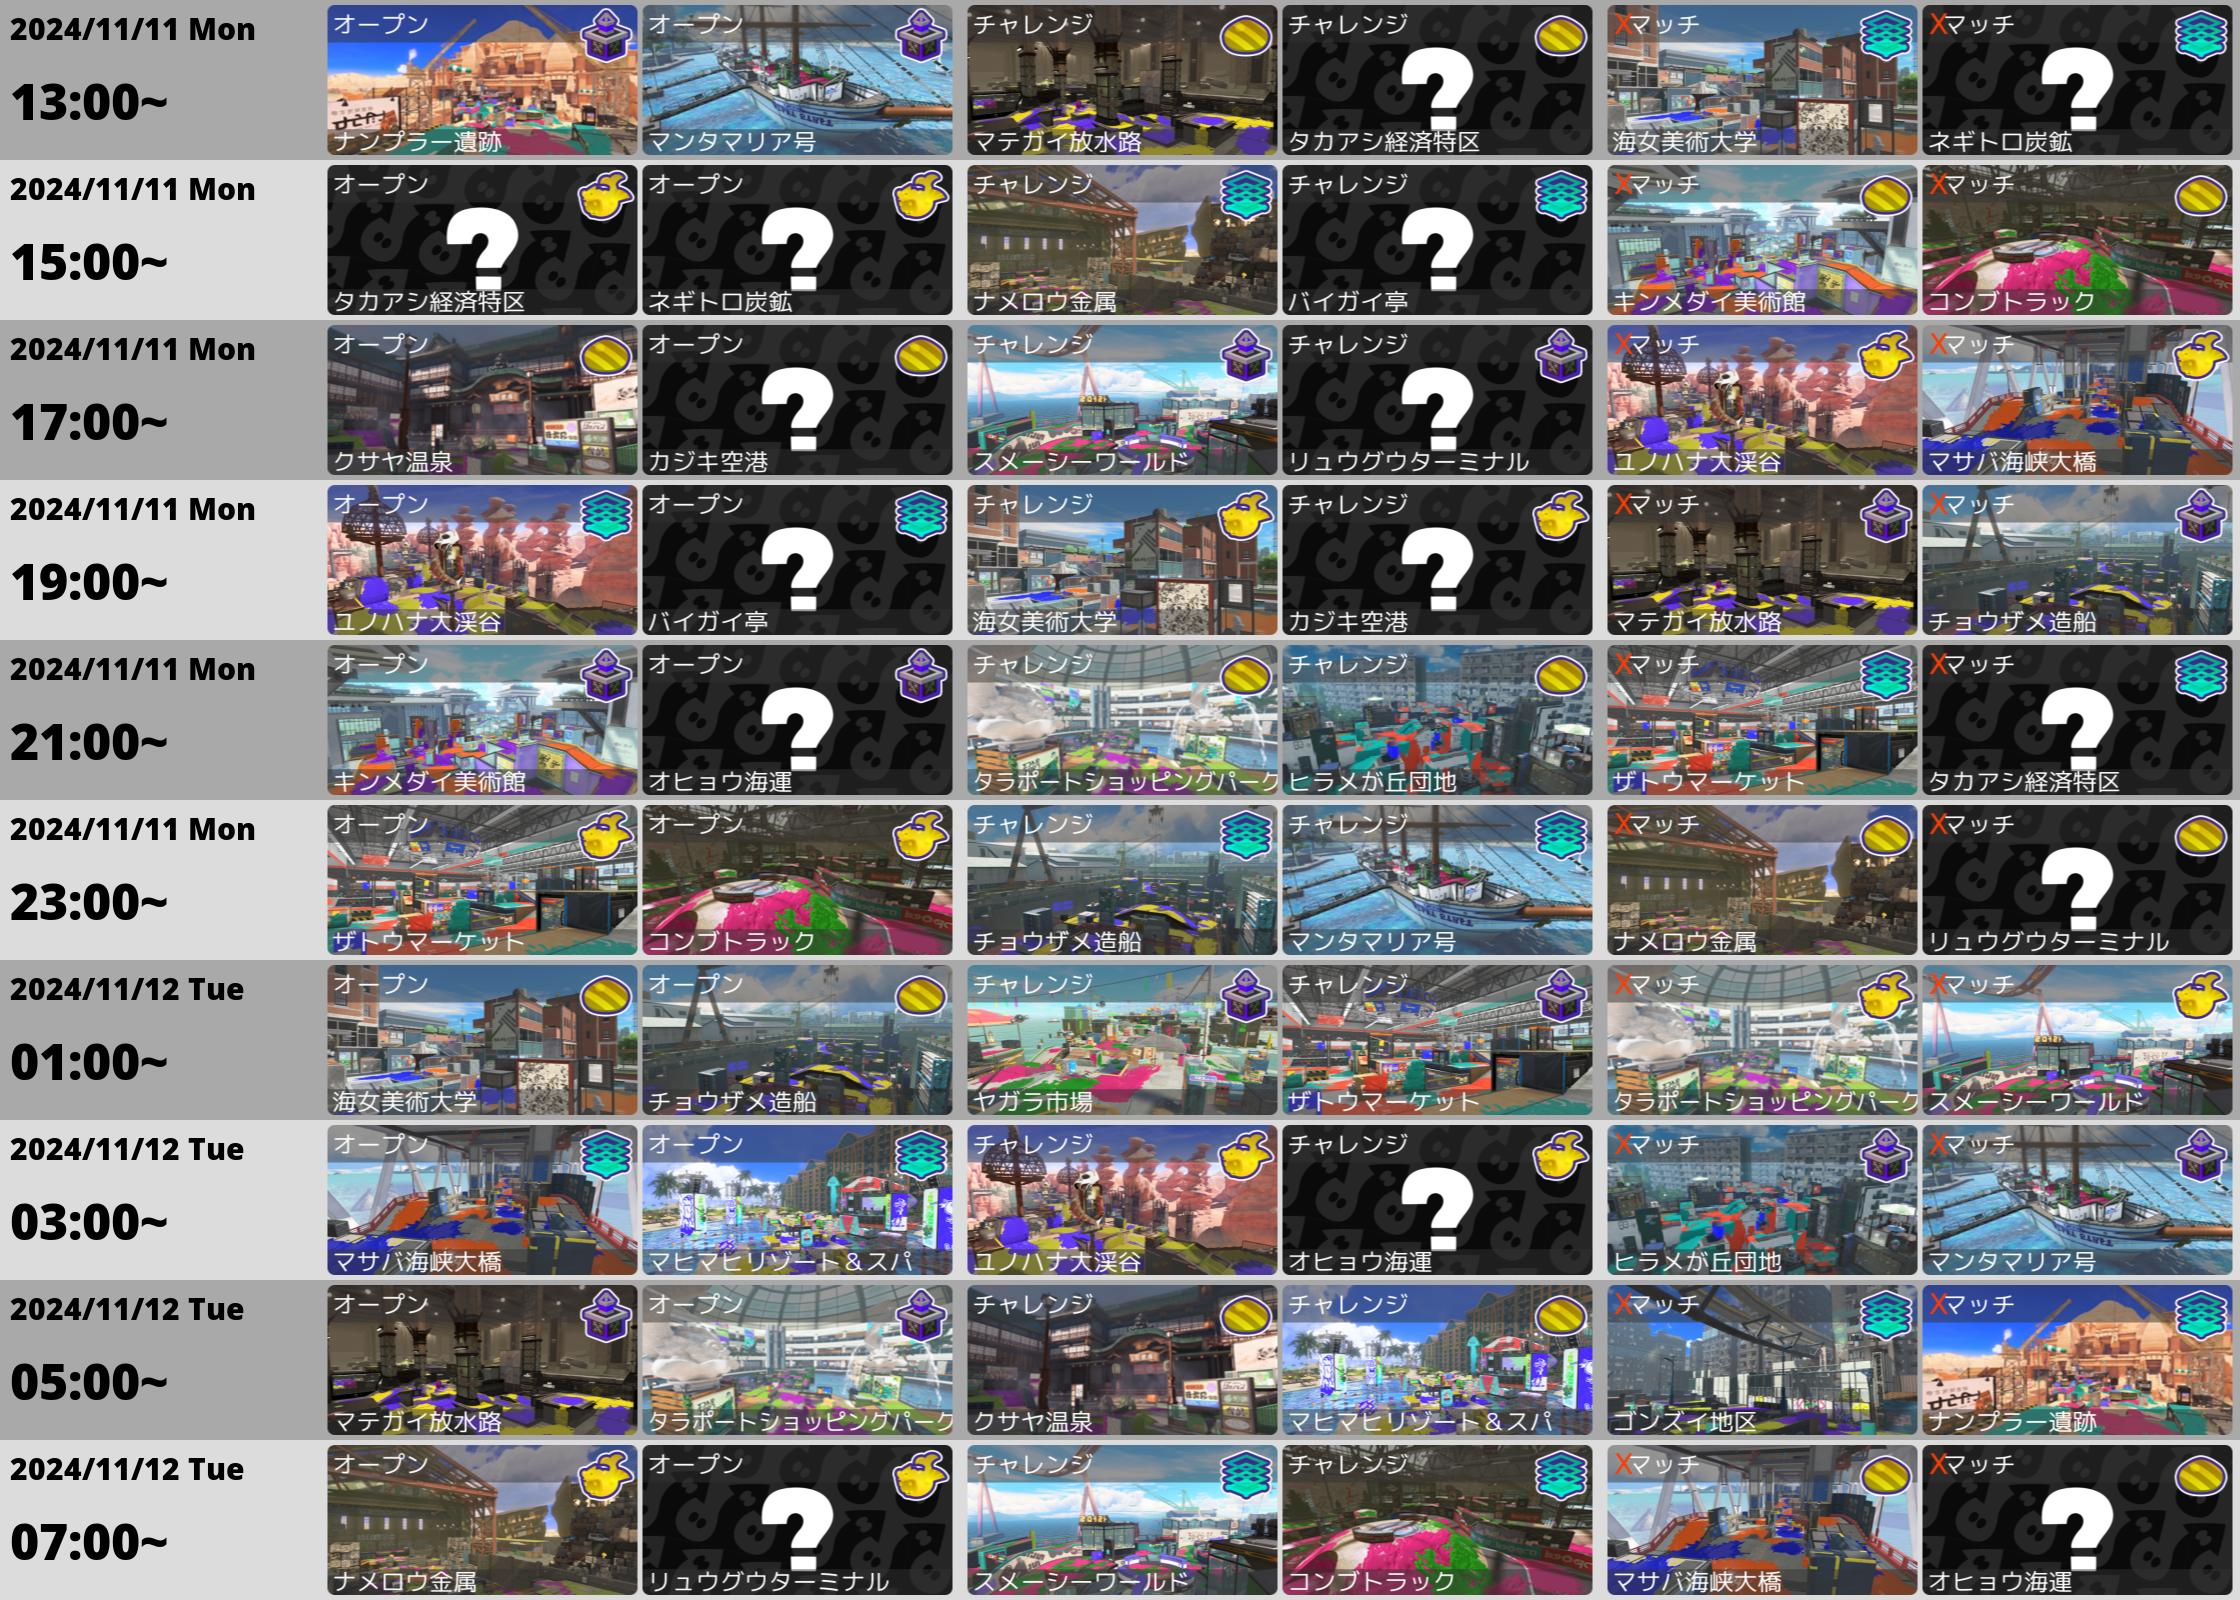 2024/11/11 Mon
13:00~
オープン
ナンプラー遺跡
オープン
マンタマリア号
チャレンジ
マテガイ放水路
チャレンジ
タカアシ経済特区
Xマッチ
海女美術大学
Xマッチ
ネギトロ炭鉱
2024/11/11 Mon
15:00~
オープン
タカアシ経済特区
オープン
ネギトロ炭鉱
チャレンジ
ナメロウ金属
チャレンジ
バイガイ亭
Xマッチ
キンメダイ美術館
Xマッチ
コンブトラック
2024/11/11 Mon
17:00~
オープン
クサヤ温泉
オープン
カジキ空港
チャレンジ
スメーシーワールド
チャレンジ
リュウグウターミナル
Xマッチ
ユノハナ大渓谷
Xマッチ
マサバ海峡大橋
2024/11/11 Mon
19:00~
オープン
ユノハナ大渓谷
オープン
バイガイ亭
チャレンジ
海女美術大学
チャレンジ
カジキ空港
Xマッチ
マテガイ放水路
Xマッチ
チョウザメ造船
2024/11/11 Mon
21:00~
オープン
キンメダイ美術館
オープン
オヒョウ海運
チャレンジ
タラポートショッピングパーク
チャレンジ
ヒラメが丘団地
Xマッチ
ザトウマーケット
Xマッチ
タカアシ経済特区
2024/11/11 Mon
23:00~
オープン
ザトウマーケット
オープン
コンブトラック
チャレンジ
チョウザメ造船
チャレンジ
マンタマリア号
Xマッチ
ナメロウ金属
Xマッチ
リュウグウターミナル
2024/11/12 Tue
01:00~
オープン
海女美術大学
オープン
チョウザメ造船
チャレンジ
ヤガラ市場
チャレンジ
ザトウマーケット
Xマッチ
タラポートショッピングパーク
Xマッチ
スメーシーワールド
2024/11/12 Tue
03:00~
オープン
マサバ海峡大橋
オープン
マヒマヒリゾート＆スパ
チャレンジ
ユノハナ大渓谷
チャレンジ
オヒョウ海運
Xマッチ
ヒラメが丘団地
Xマッチ
マンタマリア号
2024/11/12 Tue
05:00~
オープン
マテガイ放水路
オープン
タラポートショッピングパーク
チャレンジ
クサヤ温泉
チャレンジ
マヒマヒリゾート＆スパ
Xマッチ
ゴンズイ地区
Xマッチ
ナンプラー遺跡
2024/11/12 Tue
07:00~
オープン
ナメロウ金属
オープン
リュウグウターミナル
チャレンジ
スメーシーワールド
チャレンジ
コンブトラック
Xマッチ
マサバ海峡大橋
Xマッチ
オヒョウ海運